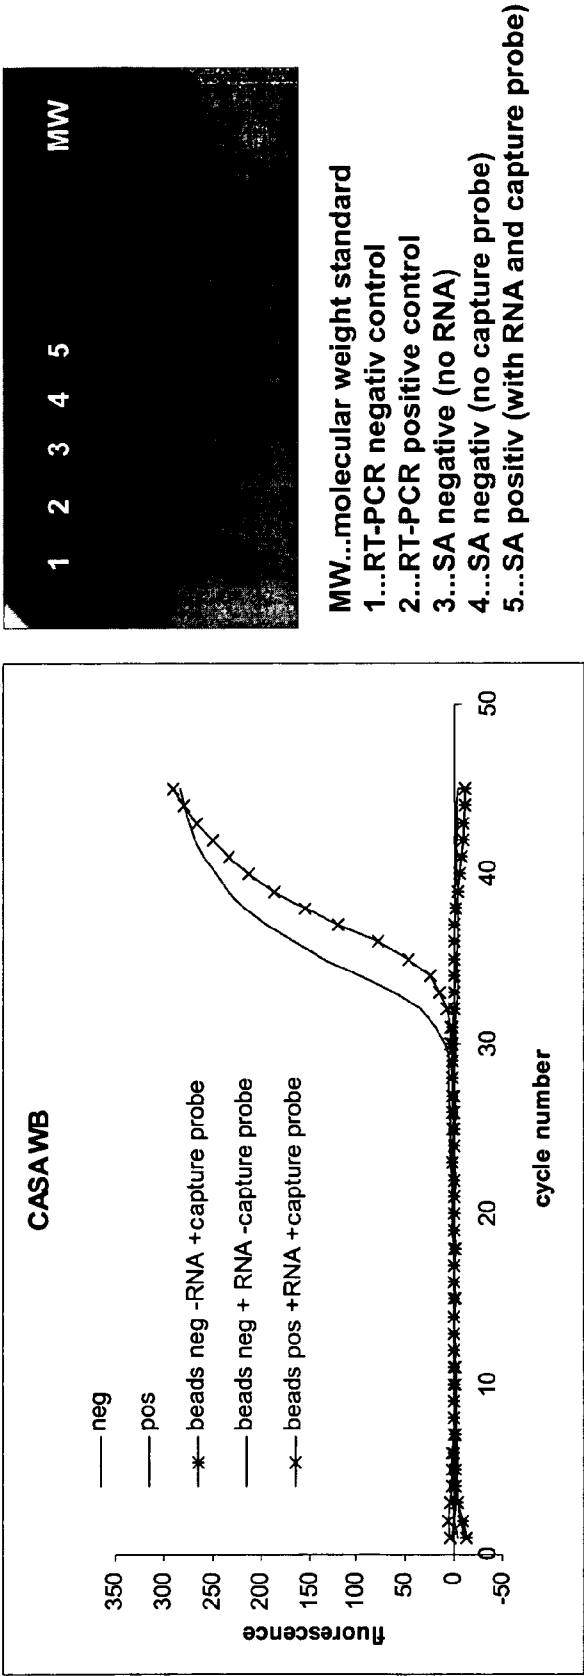 CASA WB
neg
pos
beads neg -RNA +capture probe
beads neg + RNA -capture probe
beads pos +RNA +capture probe
fluorescence
350
300
250
200
150
100
50
0
-50
0
10
20
30
40
50
cycle number
1 2 3 4 5 MW
MW...molecular weight standard
1...RT-PCR negativ control
2...RT-PCR positive control
3...SA negative (no RNA)
4...SA negativ (no capture probe)
5...SA positiv (with RNA and capture probe)